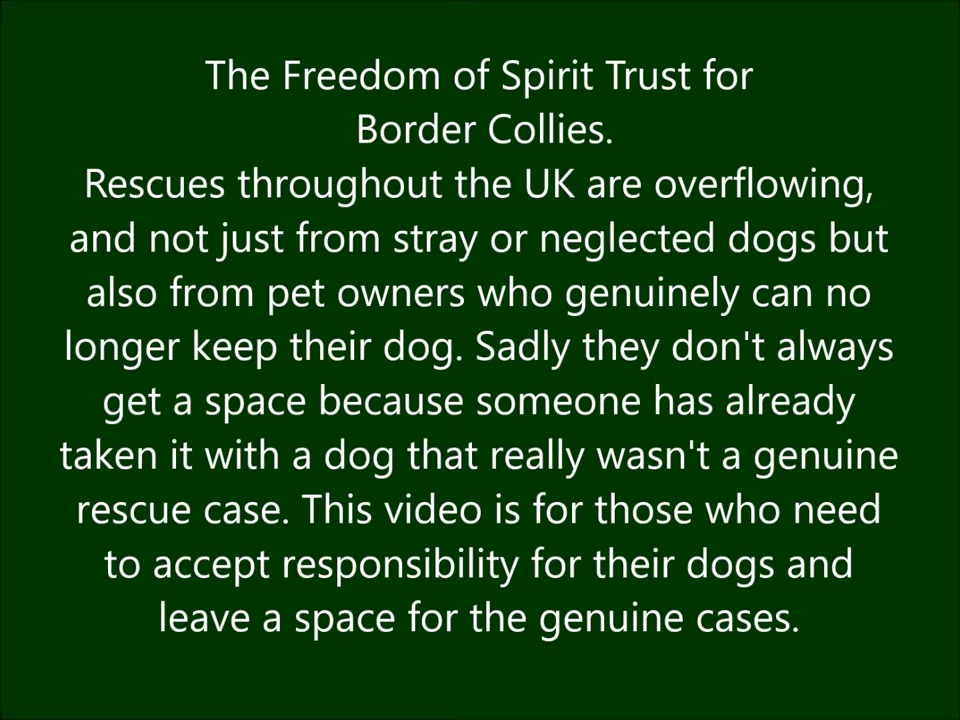 The Freedom of Spirit Trust for
Border Collies.
Rescues throughout the UK are overflowing,
and not just from stray or neglected dogs but
also from pet owners who genuinely can no
longer keep their dog. Sadly they don't always
get a space because someone has already
taken it with a dog that really wasn't a genuine
rescue case. This video is for those who need
to accept responsibility for their dogs and
leave a space for the genuine cases.